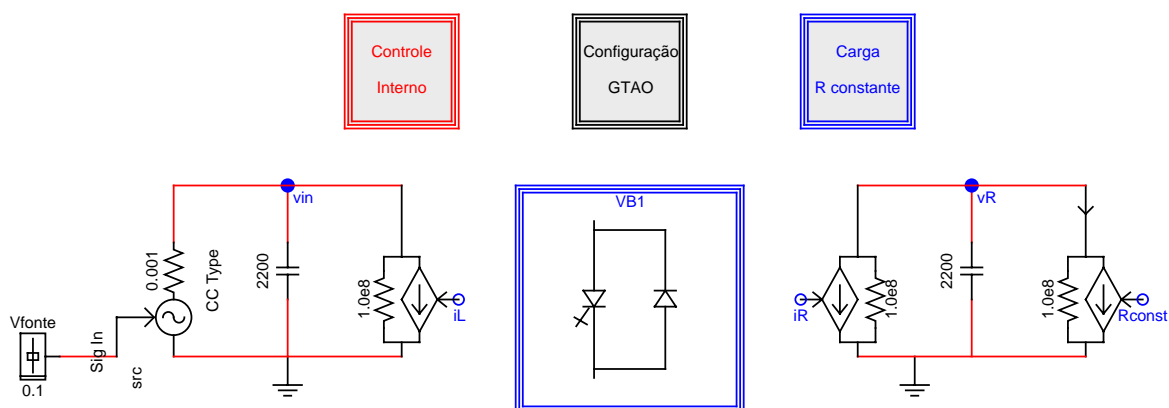 Controle
Interno
Configuração
GTAO
Carga
R constante
vin
VB1
vR
0.001
CC Type
2200
1.0e8
iL
iR
1.0e8
2200
1.0e8
Rconst
Vfonte
0.1
Sig In
src